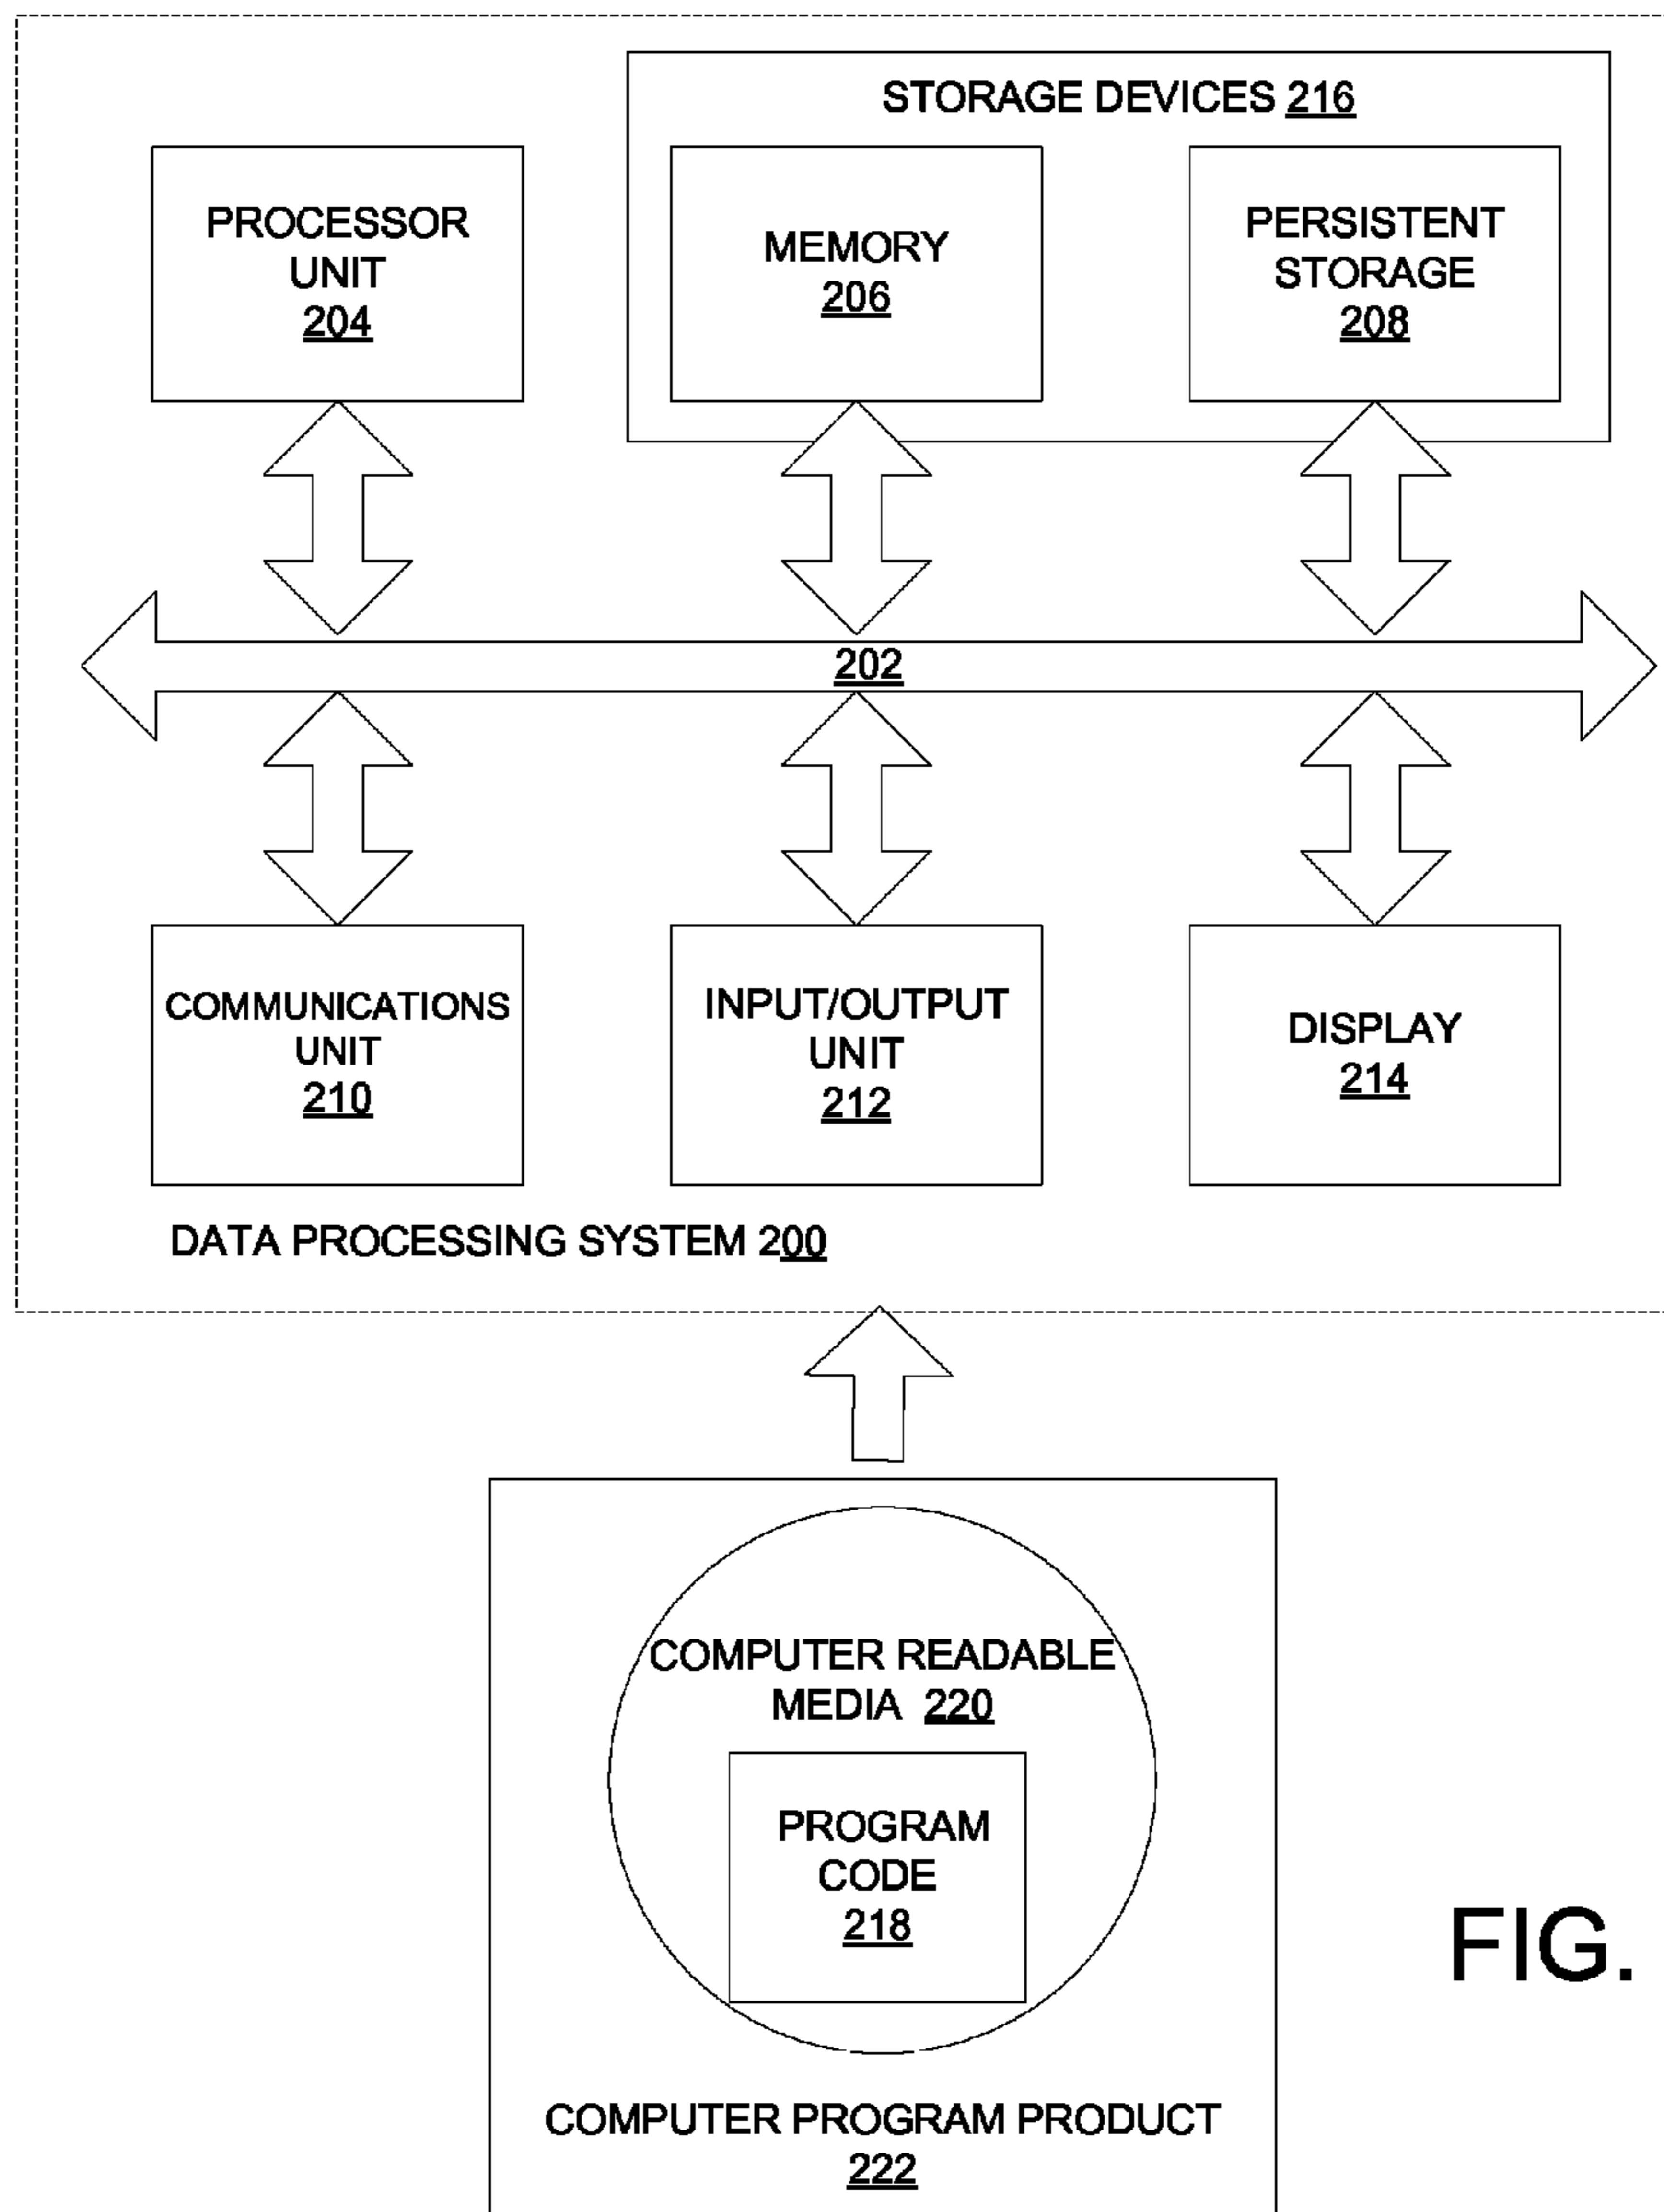 STORAGE DEVICES 216
PROCESSOR
UNIT
204
MEMORY
206
PERSISTENT
STORAGE
208
202
COMMUNICATIONS
UNIT
210
INPUT/OUTPUT
UNIT
212
DISPLAY
214
DATA PROCESSING SYSTEM 200
COMPUTER READABLE
MEDIA 220
PROGRAM
CODE
218
FIG.
COMPUTER PROGRAM PRODUCT
222